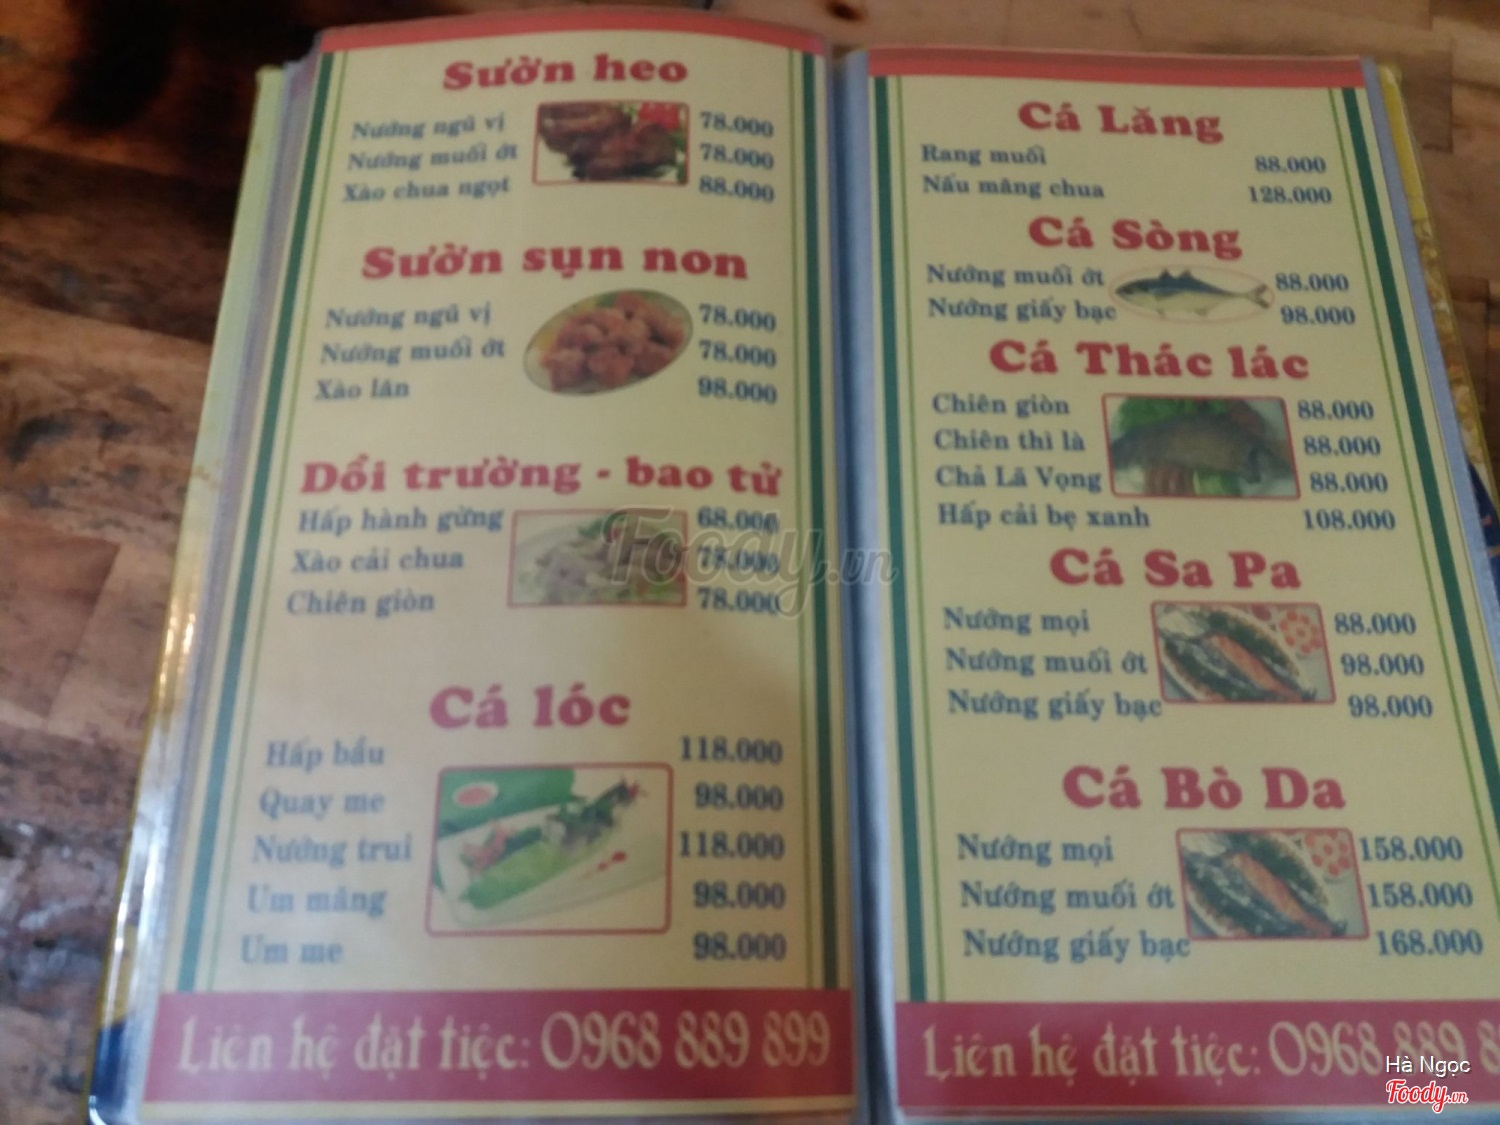 Sườn heo
Nướng ngũ vị 78.000
Nướng muối ớt 78.000
Xào chua ngọt 88.000
Sườn sụn non
Nướng ngũ vị 78.000
Nướng muối ớt 78.000
Xào lăn 98.000
Dồi trường - bao tử
Hấp hành gừng 68.000
Xào cải chua 78.000
Chiên giòn 78.000
Cá lóc
Hấp bầu 118.000
Quay me 98.000
Nướng trui 118.000
Um măng 98.000
Um me 98.000
Liên hệ đặt tiệc: 0968 889 899
Cá Lăng
Rang muối 88.000
Nấu măng chua 128.000
Cá Sòng
Nướng muối ớt 88.000
Nướng giấy bạc 98.000
Cá Thác lác
Chiên giòn 88.000
Chiên thì là 88.000
Chả Lã Vọng 88.000
Hấp cải bẹ xanh 108.000
Cá Sa Pa
Nướng mọi 88.000
Nướng muối ớt 98.000
Nướng giấy bạc 98.000
Cá Bò Da
Nướng mọi 158.000
Nướng muối ớt 158.000
Nướng giấy bạc 168.000
Liên hệ đặt tiệc: 0968 889 8
Foody.vn
Hà Ngọc
Foody.vn